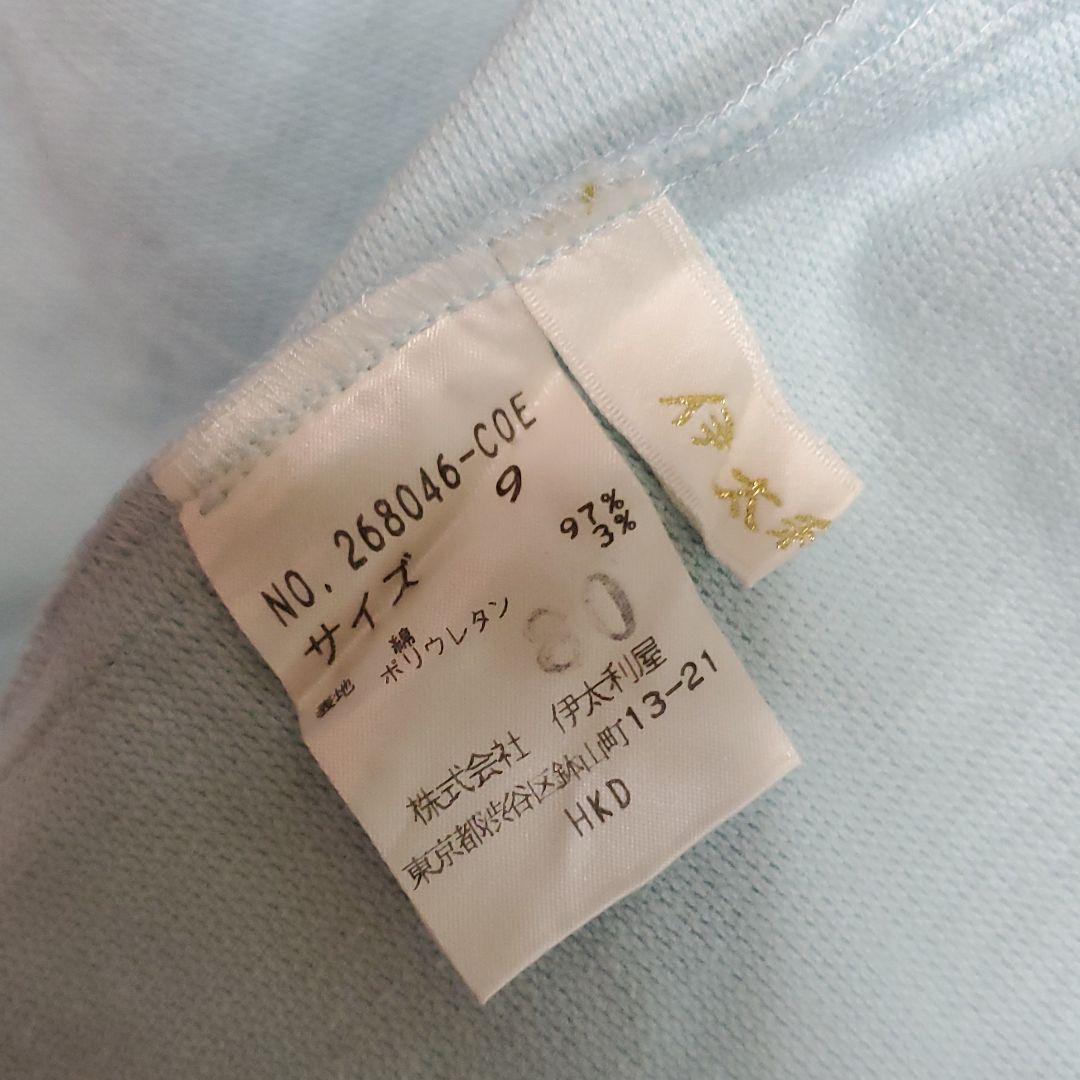 NO. 268046-COE
サイズ 9
表地 綿 97%
ポリウレタン 3%
80
株式会社 伊太利屋
東京都渋谷区鉢山町13-21
HKD
伊太